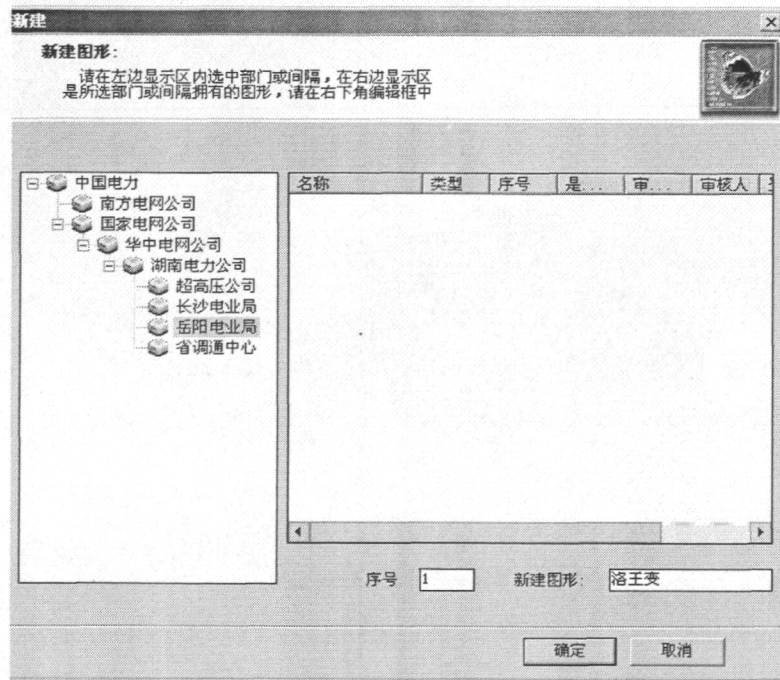 新建
新建图形:
请在左边显示区内选中部门或间隔，在右边显示区
是所选部门或间隔拥有的图形，请在右下角编辑框中
中国电力
南方电网公司
国家电网公司
华中电网公司
湖南电力公司
超高压公司
长沙电业局
岳阳电业局
省调通中心
名称 类型 序号 是... 审... 审核人
序号 1 新建图形: 洛王变
确定 取消